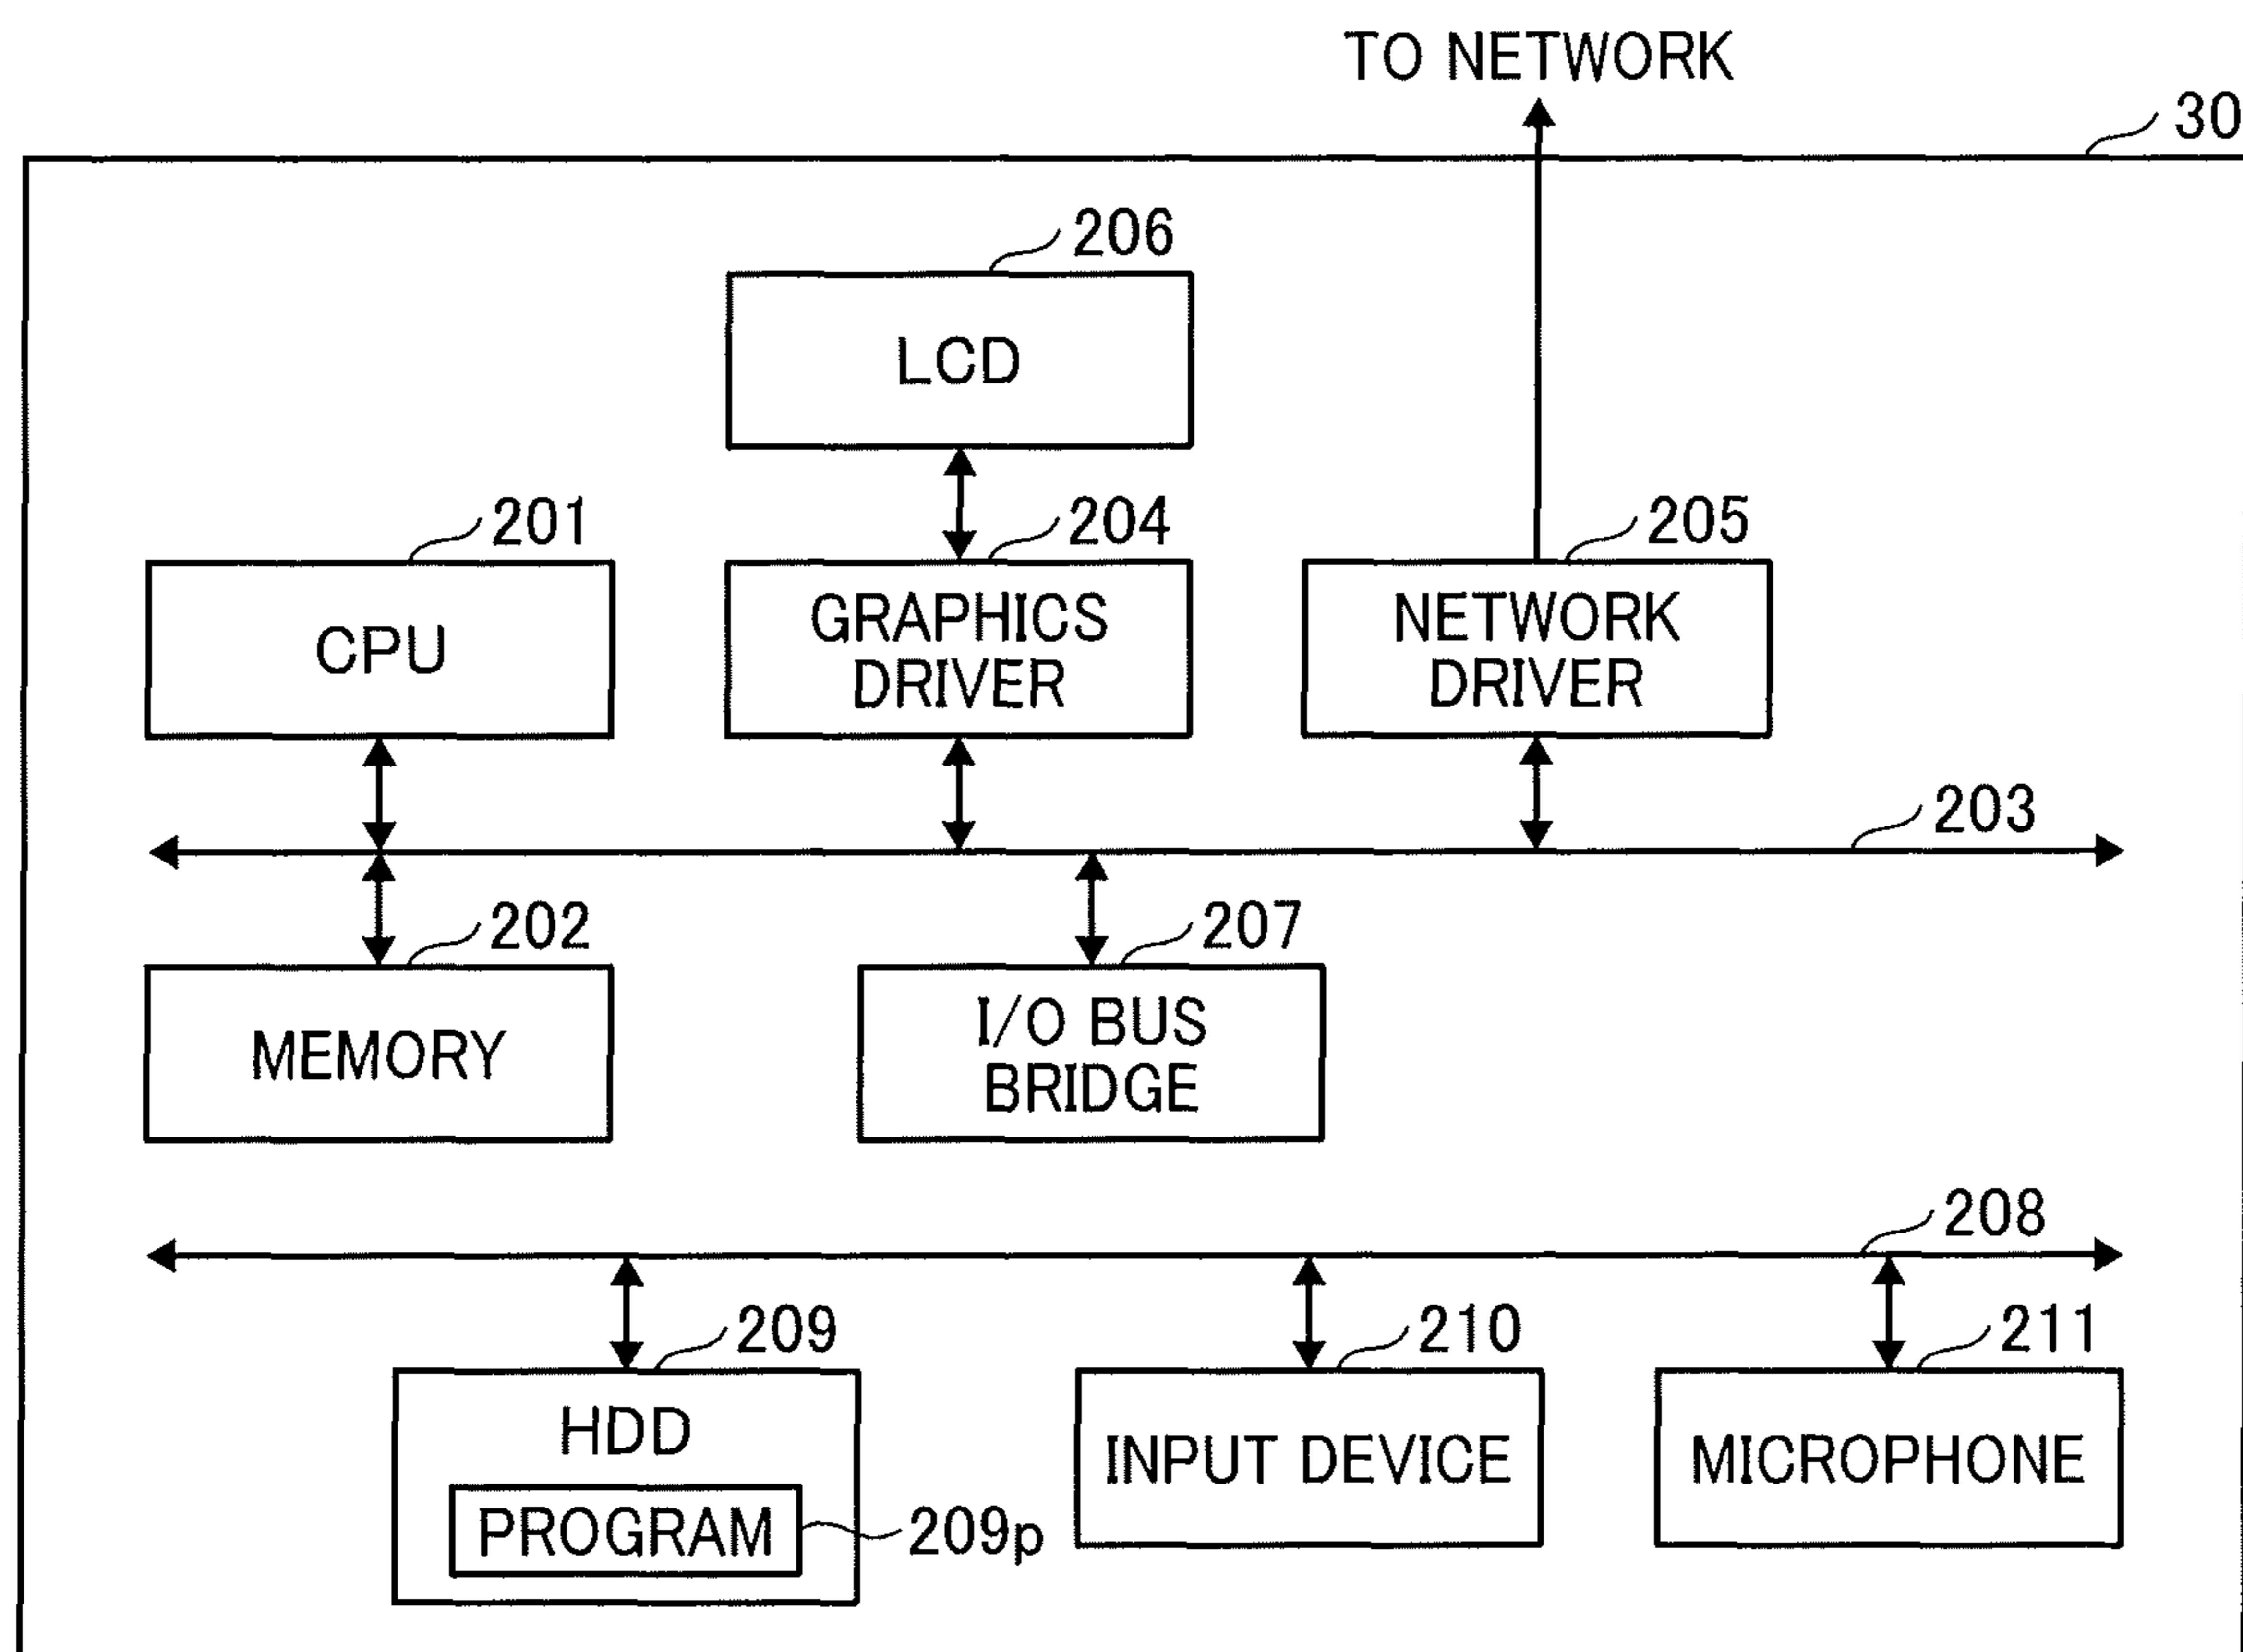 TO NETWORK
30
206
LCD
201
204
205
CPU
GRAPHICS
DRIVER
NETWORK
DRIVER
203
202
207
MEMORY
I/O BUS
BRIDGE
208
209
210
211
HDD
INPUT DEVICE
MICROPHONE
PROGRAM
209p